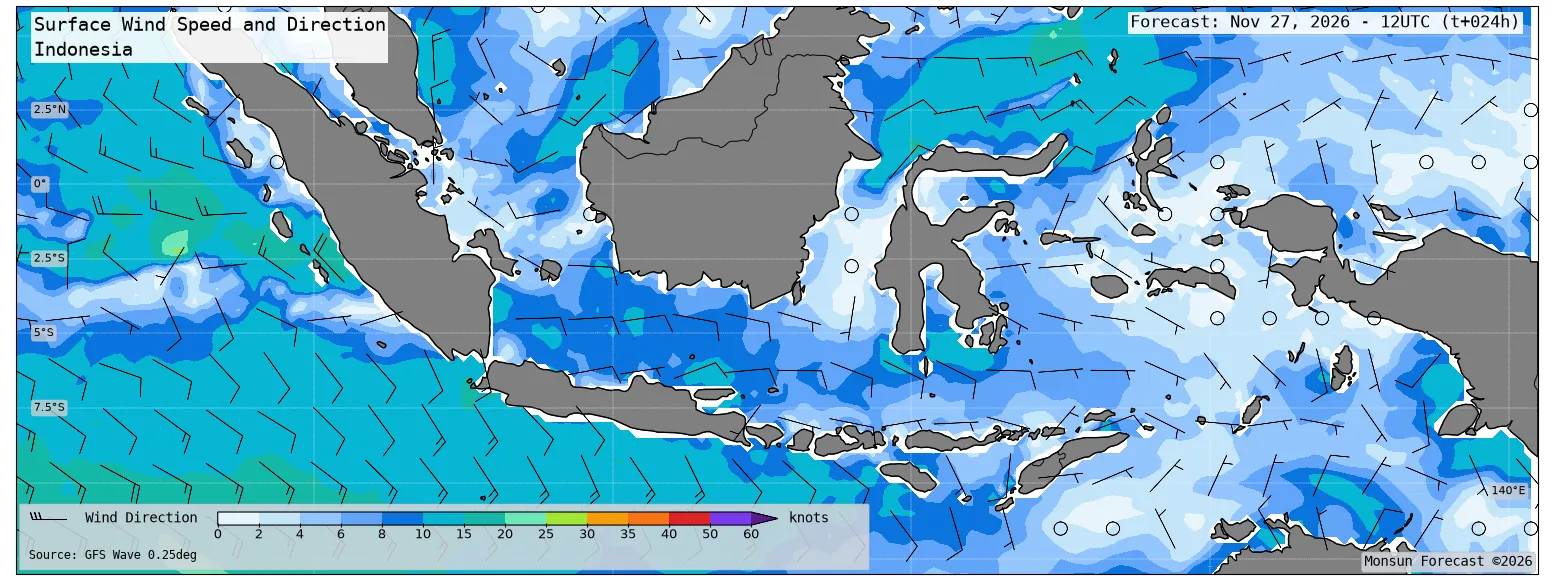 Surface Wind Speed and Direction
Indonesia
Forecast: Nov 27, 2026 - 12UTC (t+024h)
2.5°N
0°
2.5°S
5°S
7.5°S
140°E
Wind Direction
knots
0 2 4 6 8 10 15 20 25 30 35 40 50 60
Source: GFS Wave 0.25deg
Monsun Forecast ©2026